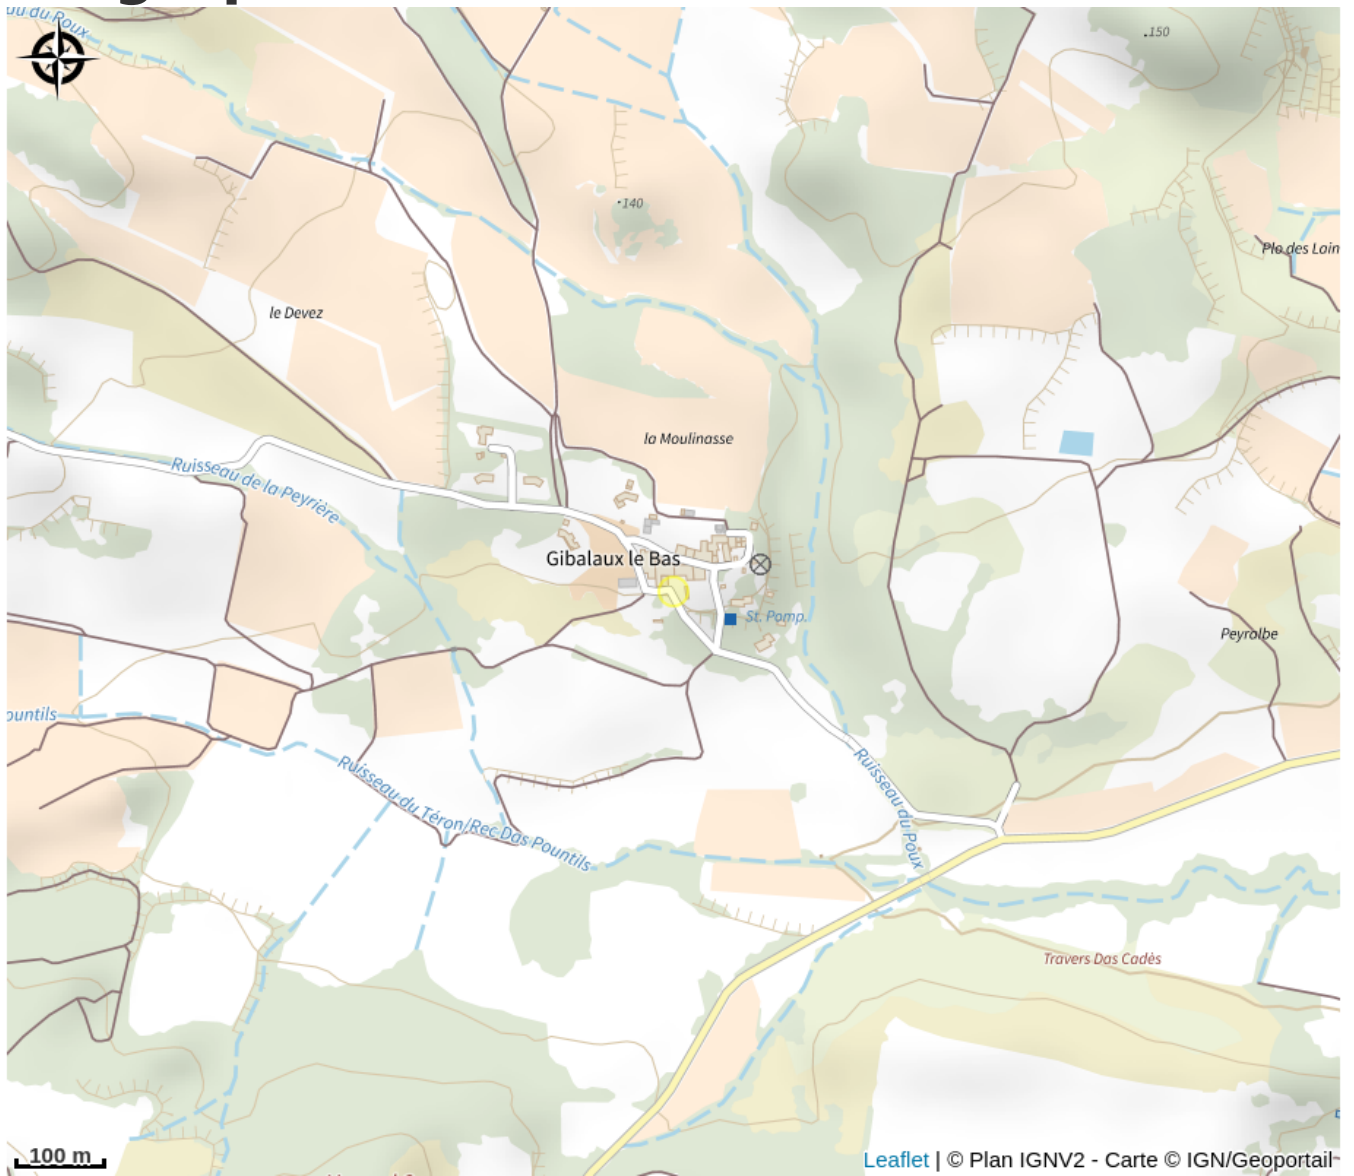 au du Roux
.150
.140
Pla des Lain
le Devez
la Moulinasse
Ruisseau de la Peyrière
Gibalaux le Bas
St. Pomp.
Peyralbe
ountils
Ruisseau du Téron/Rec Das Pountils
Ruisseau du Poux
Travers Das Cadès
100 m
Leaflet | © Plan IGNV2 - Carte © IGN/Geoportail